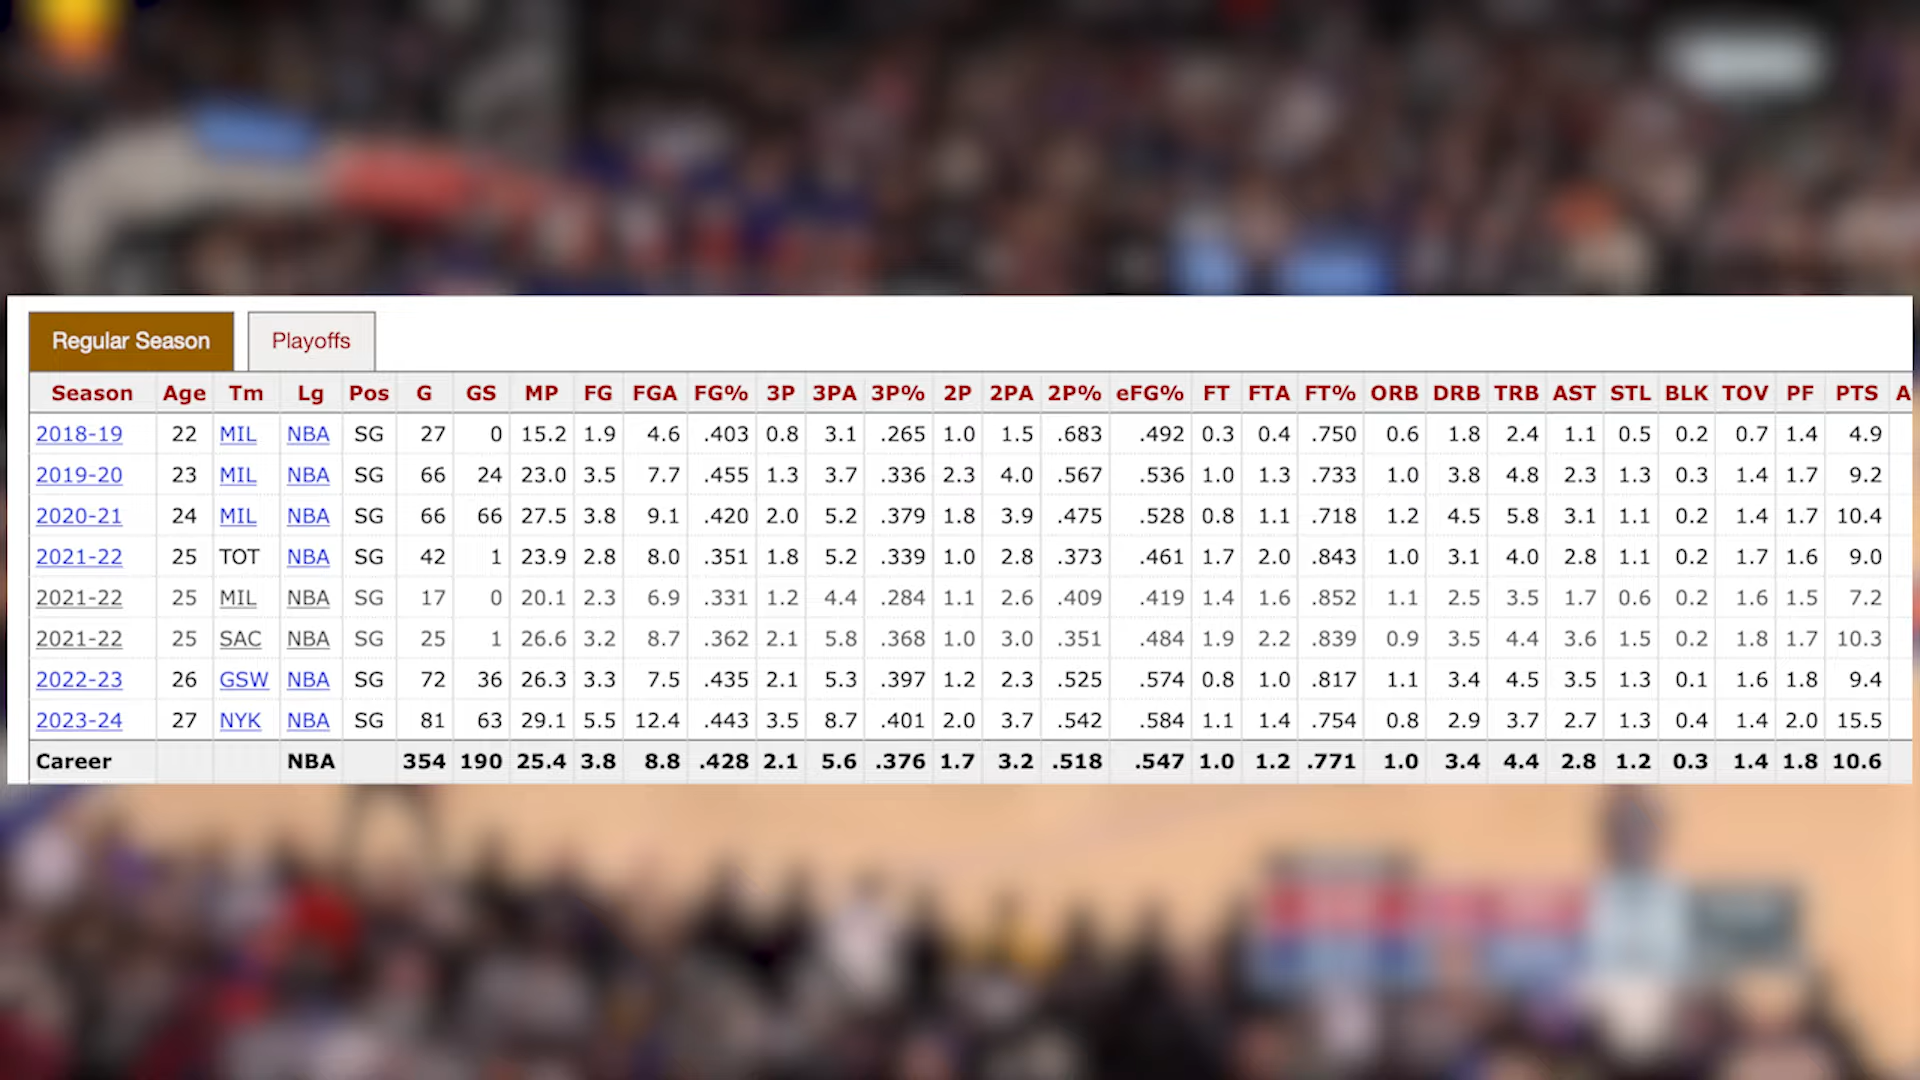 Regular Season Playoffs
Season Age Tm Lg Pos G GS MP FG FGA FG% 3P 3PA 3P% 2P 2PA 2P% eFG% FT FTA FT% ORB DRB TRB AST STL BLK TOV PF PTS A
2018-19 22 MIL NBA SG 27 0 15.2 1.9 4.6 .403 0.8 3.1 .265 1.0 1.5 .683 .492 0.3 0.4 .750 0.6 1.8 2.4 1.1 0.5 0.2 0.7 1.4 4.9
2019-20 23 MIL NBA SG 66 24 23.0 3.5 7.7 .455 1.3 3.7 .336 2.3 4.0 .567 .536 1.0 1.3 .733 1.0 3.8 4.8 2.3 1.3 0.3 1.4 1.7 9.2
2020-21 24 MIL NBA SG 66 66 27.5 3.8 9.1 .420 2.0 5.2 .379 1.8 3.9 .475 .528 0.8 1.1 .718 1.2 4.5 5.8 3.1 1.1 0.2 1.4 1.7 10.4
2021-22 25 TOT NBA SG 42 1 23.9 2.8 8.0 .351 1.8 5.2 .339 1.0 2.8 .373 .461 1.7 2.0 .843 1.0 3.1 4.0 2.8 1.1 0.2 1.7 1.6 9.0
2021-22 25 MIL NBA SG 17 0 20.1 2.3 6.9 .331 1.2 4.4 .284 1.1 2.6 .409 .419 1.4 1.6 .852 1.1 2.5 3.5 1.7 0.6 0.2 1.6 1.5 7.2
2021-22 25 SAC NBA SG 25 1 26.6 3.2 8.7 .362 2.1 5.8 .368 1.0 3.0 .351 .484 1.9 2.2 .839 0.9 3.5 4.4 3.6 1.5 0.2 1.8 1.7 10.3
2022-23 26 GSW NBA SG 72 36 26.3 3.3 7.5 .435 2.1 5.3 .397 1.2 2.3 .525 .574 0.8 1.0 .817 1.1 3.4 4.5 3.5 1.3 0.1 1.6 1.8 9.4
2023-24 27 NYK NBA SG 81 63 29.1 5.5 12.4 .443 3.5 8.7 .401 2.0 3.7 .542 .584 1.1 1.4 .754 0.8 2.9 3.7 2.7 1.3 0.4 1.4 2.0 15.5
Career NBA 354 190 25.4 3.8 8.8 .428 2.1 5.6 .376 1.7 3.2 .518 .547 1.0 1.2 .771 1.0 3.4 4.4 2.8 1.2 0.3 1.4 1.8 10.6